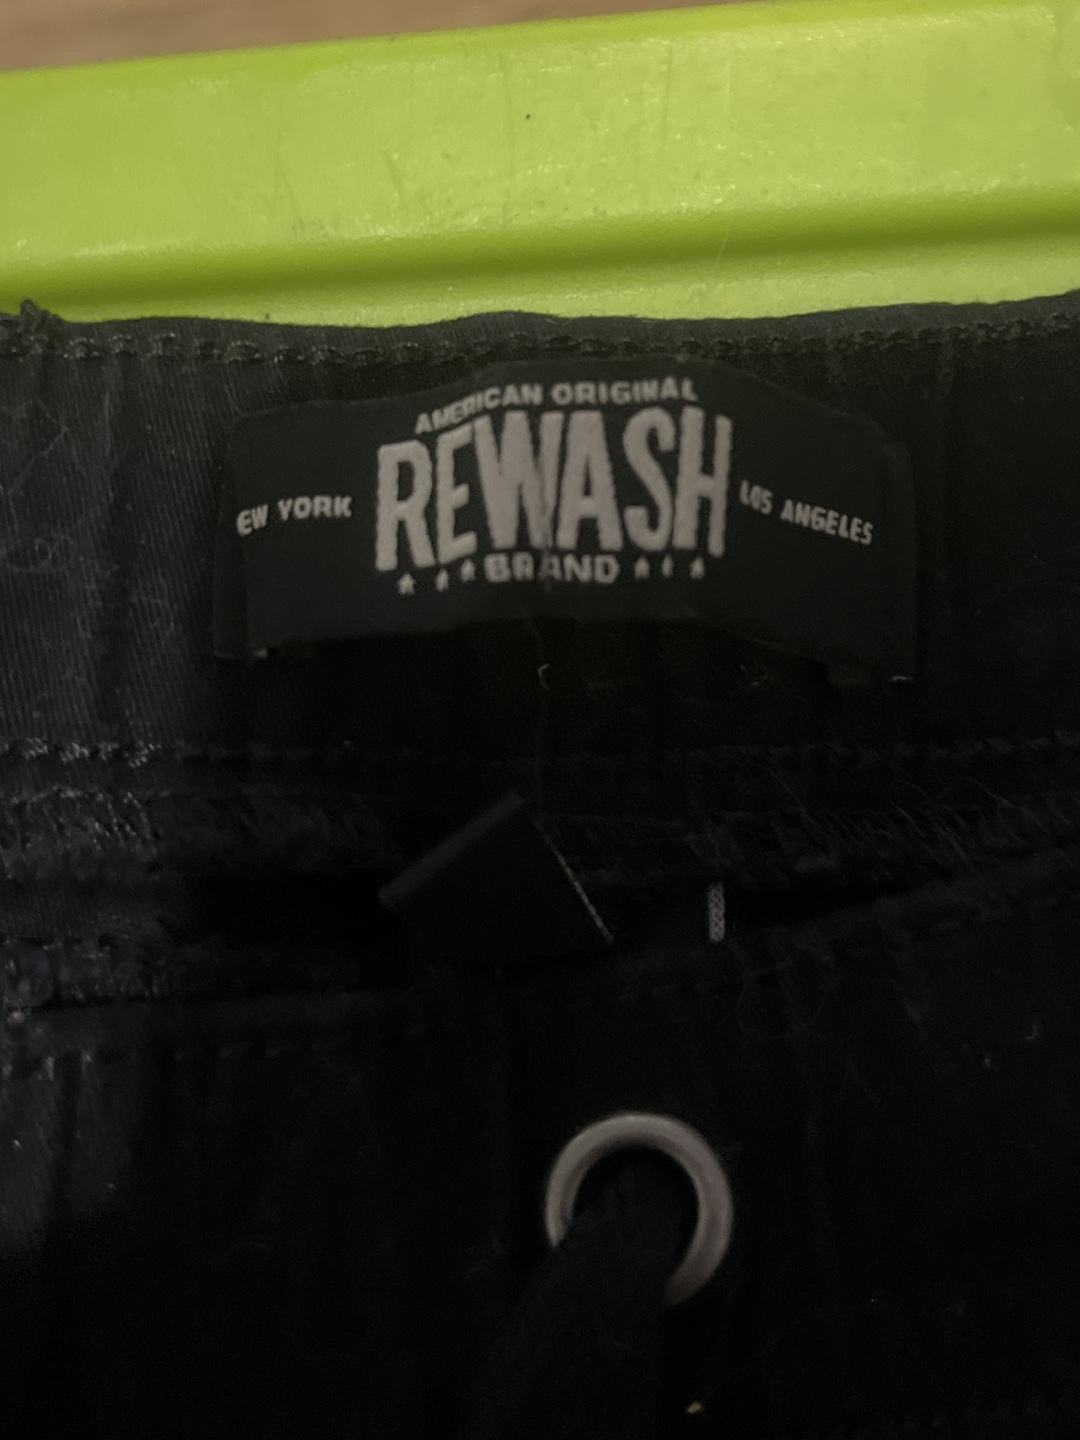 AMERICAN ORIGINAL
EW YORK REWASH LOS ANGELES
BRAND